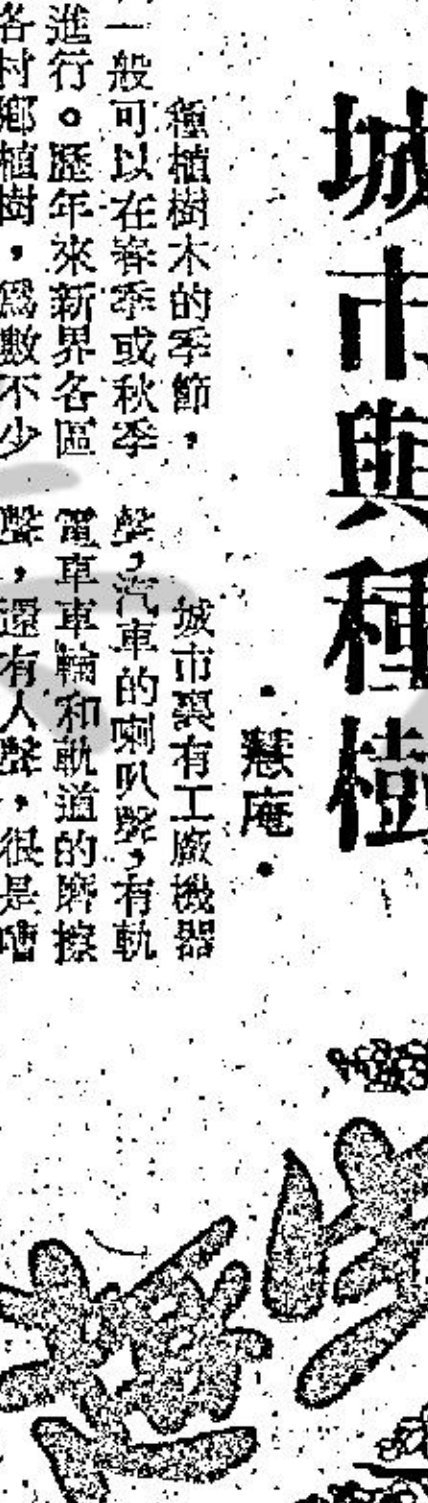 城市與種樹
·慧庵·
種植樹木的季節,
一般可以在春季或秋季
進行。歷年來新界各區
各村鄉植樹,爲數不少
城市裏有工廠機器
聲,汽車的喇叭聲,有軌
電車車輪和軌道的磨擦
聲,還有人聲,很是嘈